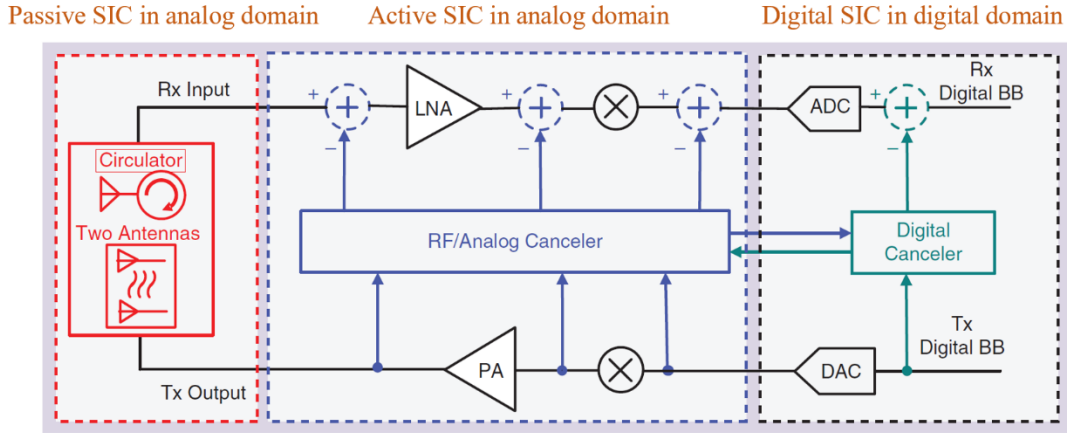 Passive SIC in analog domain
Active SIC in analog domain
Digital SIC in digital domain
Rx Input
+
+
LNA
+
+
+
+
ADC
+
+
Rx
Digital BB
−
−
−
−
Circulator
Two Antennas
RF/Analog Canceler
Digital
Canceler
Tx Output
PA
DAC
Tx
Digital BB